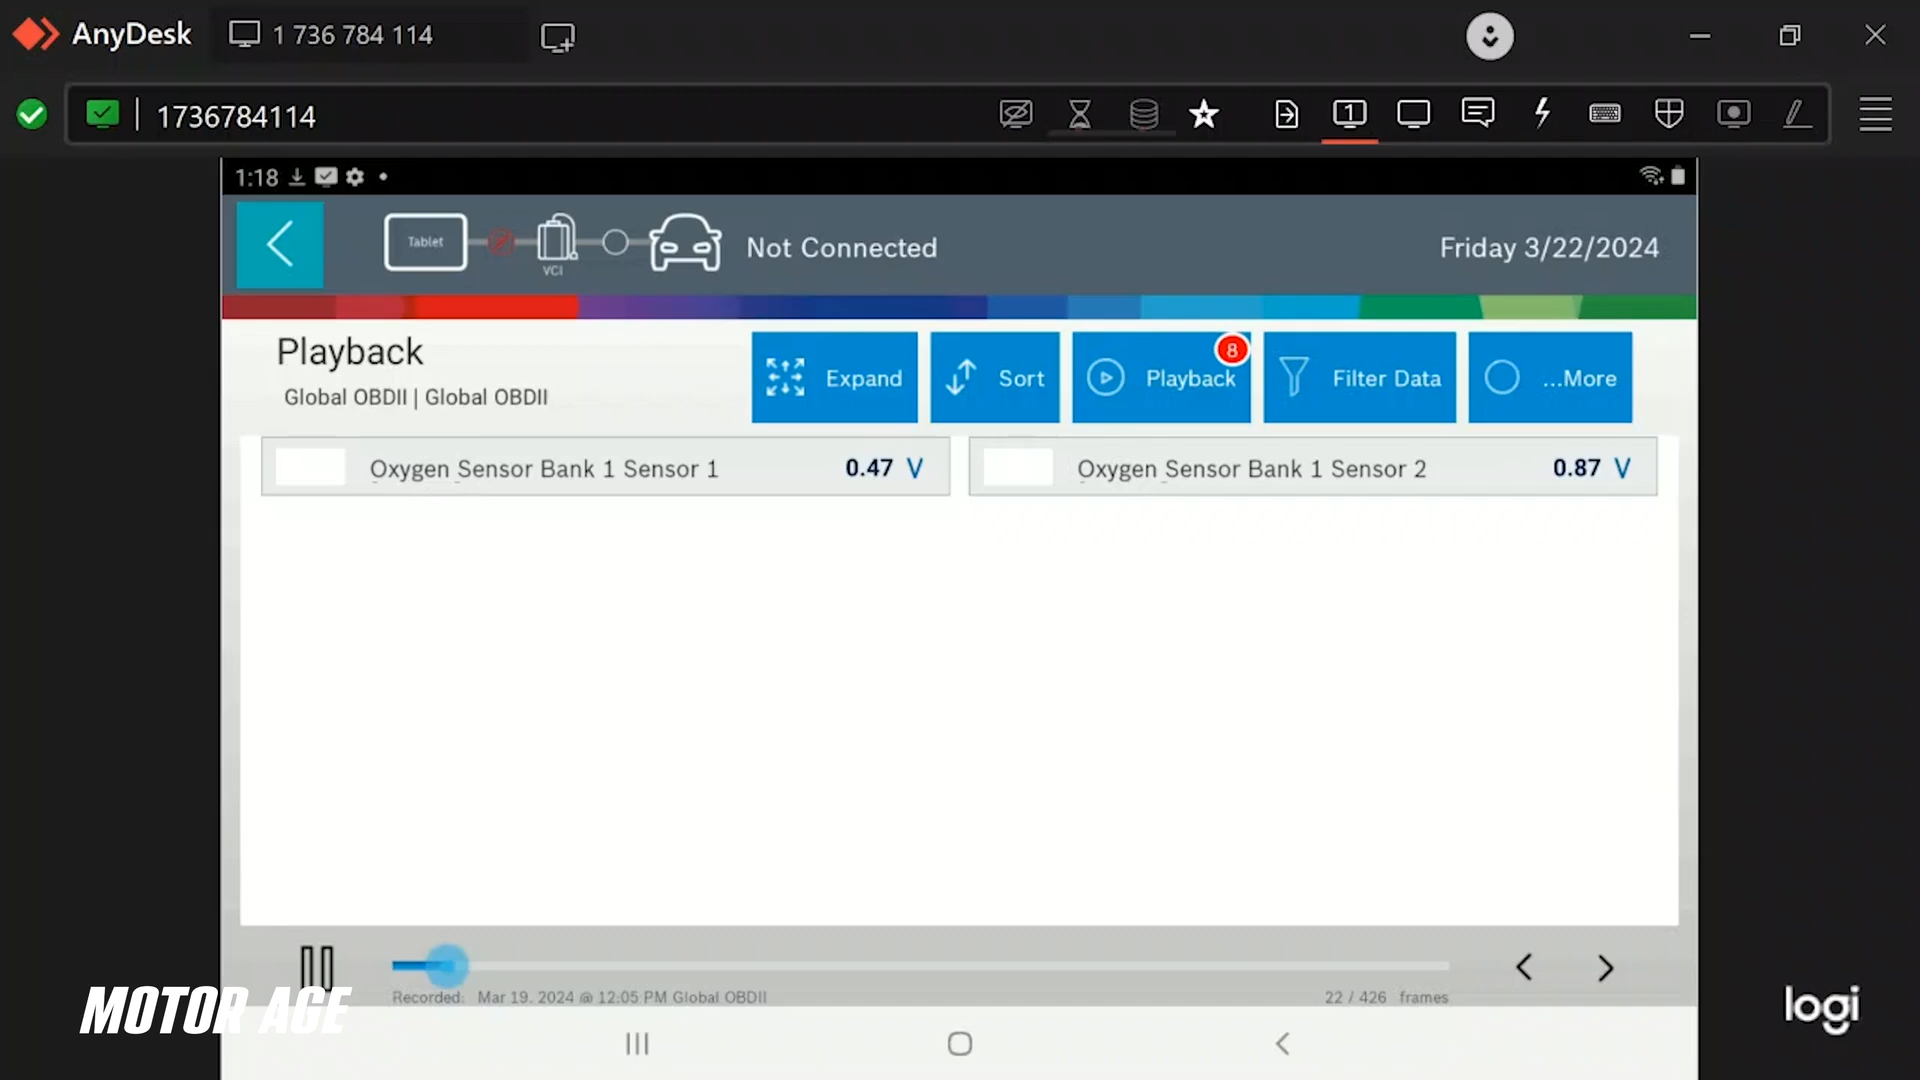 AnyDesk
1 736 784 114
1736784114
1
1:18
Tablet
VCI
Not Connected
Friday 3/22/2024
Playback
Global OBDII | Global OBDII
Expand
Sort
Playback
8
Filter Data
...More
Oxygen Sensor Bank 1 Sensor 1 0.47 V
Oxygen Sensor Bank 1 Sensor 2 0.87 V
Recorded: Mar 19. 2024 @ 12:05 PM Global OBDII
22 / 426 frames
MOTOR AGE
logi